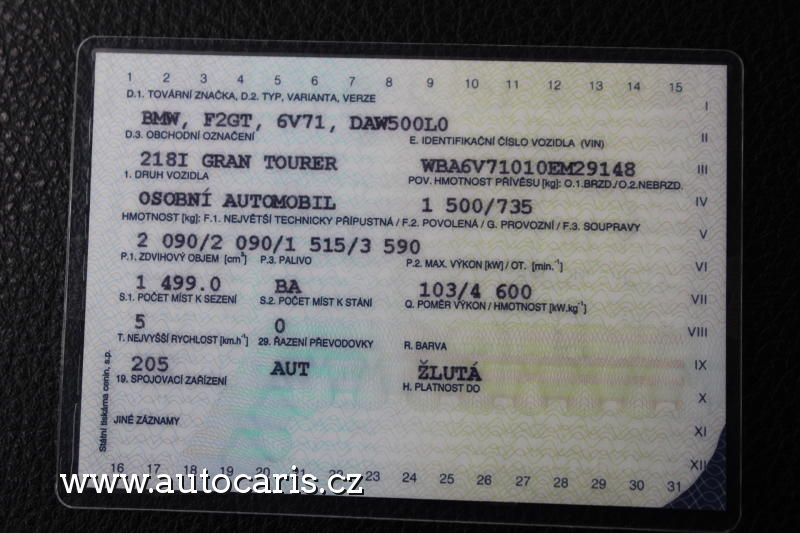 1 2 3 4 5 6 7 8 9 10 11 12 13 14 15
D.1. TOVÁRNÍ ZNAČKA, D.2. TYP, VARIANTA, VERZE
I
BMW, F2GT, 6V71, DAW500L0
D.3. OBCHODNÍ OZNAČENÍ E. IDENTIFIKAČNÍ ČÍSLO VOZIDLA (VIN)
II
218I GRAN TOURER WBA6V71010EM29148
III
1. DRUH VOZIDLA POV. HMOTNOST PŘÍVĚSU [kg]: O.1.BRZD./O.2.NEBRZD.
OSOBNÍ AUTOMOBIL 1 500/735
IV
HMOTNOST [kg]: F.1. NEJVĚTŠÍ TECHNICKY PŘÍPUSTNÁ / F.2. POVOLENÁ / G. PROVOZNÍ / F.3. SOUPRAVY
V
2 090/2 090/1 515/3 590
P.1. ZDVIHOVÝ OBJEM [cm³] P.3. PALIVO P.2. MAX. VÝKON [kW] / OT. [min.⁻¹]
VI
1 499.0 BA 103/4 600
VII
S.1. POČET MÍST K SEZENÍ S.2. POČET MÍST K STÁNÍ Q. POMĚR VÝKON / HMOTNOST [kW.kg⁻¹]
5 0
VIII
T. NEJVYŠŠÍ RYCHLOST [km.h⁻¹] 29. ŘAZENÍ PŘEVODOVKY R. BARVA
205 AUT ŽLUTÁ
IX
19. SPOJOVACÍ ZAŘÍZENÍ H. PLATNOST DO
X
JINÉ ZÁZNAMY
XI
Státní tiskárna cenin, s.p.
XII
16 17 18 19 20 21 22 23 24 25 26 27 28 29 30 31
www.autocaris.cz